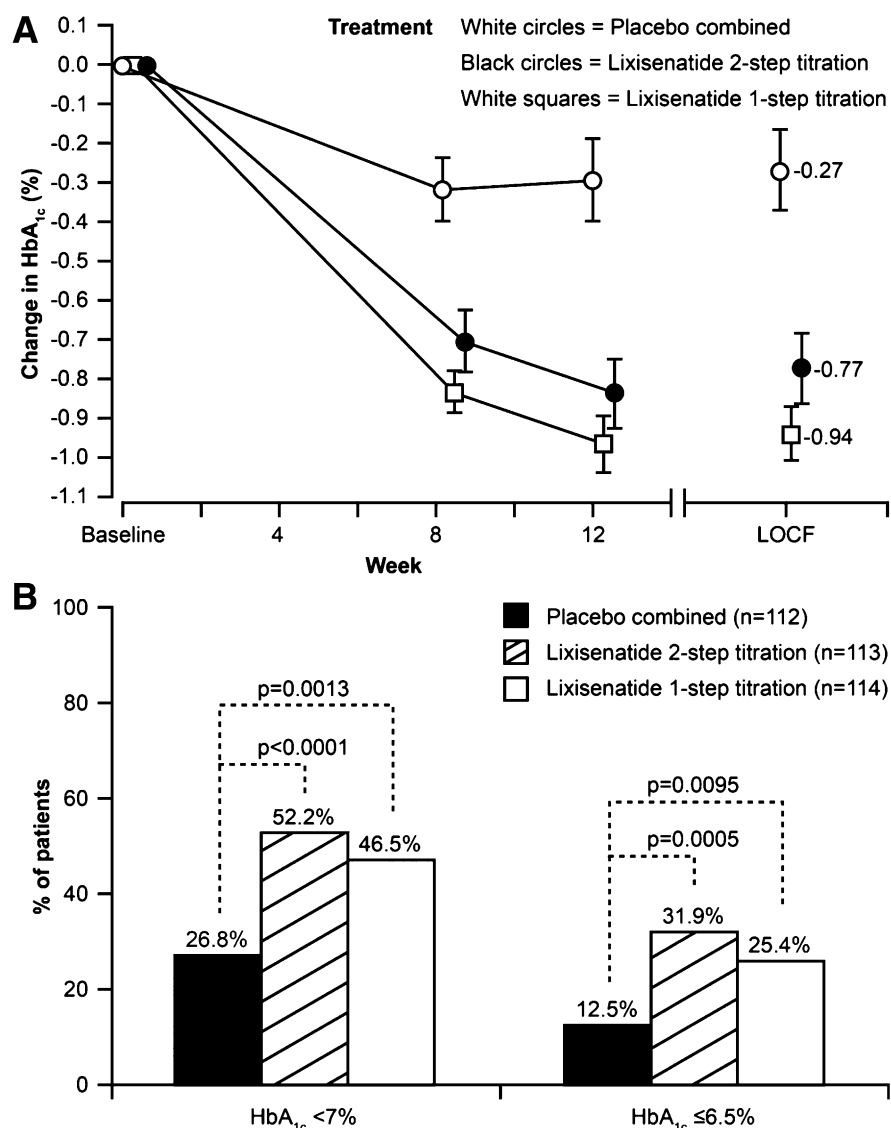 A
Treatment White circles = Placebo combined
Black circles = Lixisenatide 2-step titration
White squares = Lixisenatide 1-step titration
Change in HbA1c (%)
0.1
0.0
-0.1
-0.2
-0.3
-0.4
-0.5
-0.6
-0.7
-0.8
-0.9
-1.0
-1.1
-0.27
-0.77
-0.94
Baseline 4 8 12 LOCF
Week
B
% of patients
100
80
60
40
20
0
Placebo combined (n=112)
Lixisenatide 2-step titration (n=113)
Lixisenatide 1-step titration (n=114)
p=0.0013
p<0.0001
52.2%
46.5%
26.8%
p=0.0095
p=0.0005
31.9%
25.4%
12.5%
HbA1c <7% HbA1c ≤6.5%